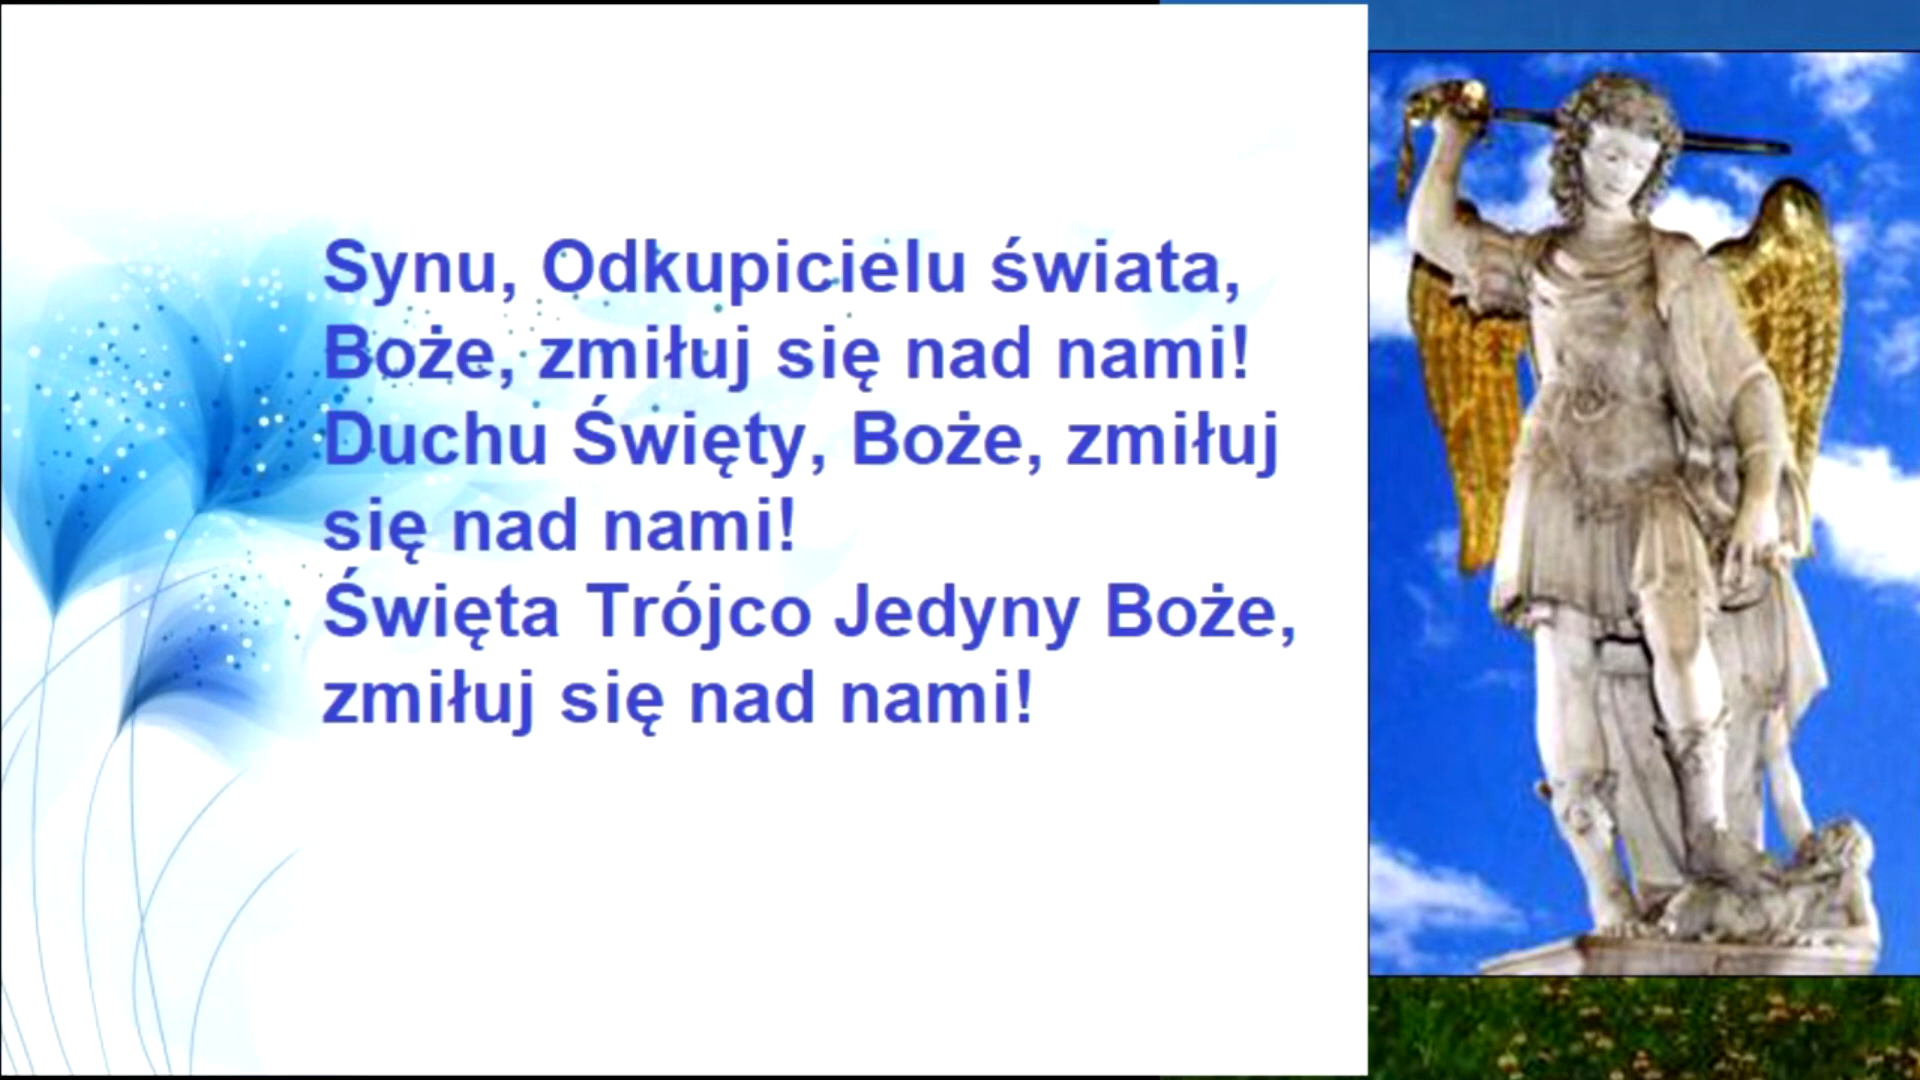 Synu, Odkupicielu świata,
Boże, zmiłuj się nad nami!
Duchu Święty, Boże, zmiłuj
się nad nami!
Święta Trójco Jedyny Boże,
zmiłuj się nad nami!